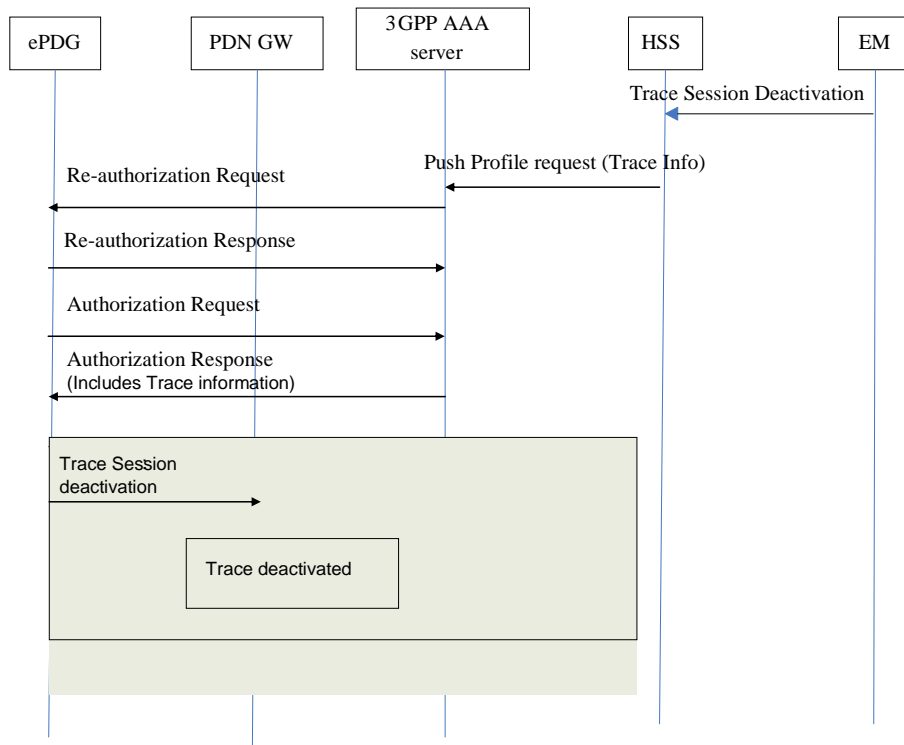 ePDG
PDN GW
3GPP AAA
server
HSS
EM
Trace Session Deactivation
Push Profile request (Trace Info)
Re-authorization Request
Re-authorization Response
Authorization Request
Authorization Response
(Includes Trace information)
Trace Session
deactivation
Trace deactivated